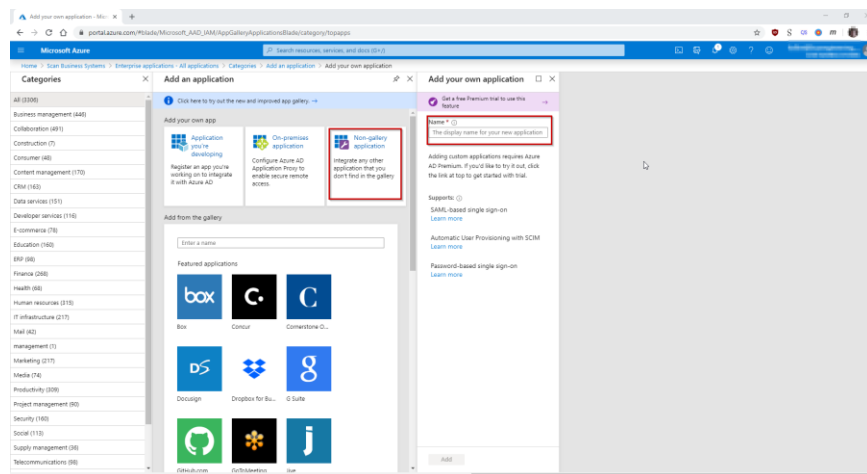 Add your own application - Micr
portal.azure.com/#blade/Microsoft_AAD_IAM/AppGalleryApplicationsBlade/category/topapps
Microsoft Azure
Search resources, services, and docs (G+/)
Home > Scan Business Systems > Enterprise applications - All applications > Categories > Add an application > Add your own application
Categories
All (3306)
Business management (446)
Collaboration (491)
Construction (7)
Consumer (48)
Content management (170)
CRM (163)
Data services (151)
Developer services (116)
E-commerce (78)
Education (160)
ERP (98)
Finance (268)
Health (68)
Human resources (315)
IT infrastructure (217)
Mail (42)
management (1)
Marketing (217)
Media (74)
Productivity (309)
Project management (90)
Security (160)
Social (113)
Supply management (36)
Telecommunications (98)
Add an application
Click here to try out the new and improved app gallery. →
Add your own app
Application
you're
developing
Register an app you're
working on to integrate
it with Azure AD
On-premises
application
Configure Azure AD
Application Proxy to
enable secure remote
access.
Non-gallery
application
Integrate any other
application that you
don't find in the gallery
Add from the gallery
Enter a name
Featured applications
box
Box
C.
Concur
C
Cornerstone O...
DS
Docusign
Dropbox for Bu...
g
G Suite
GitHub.com
GoToMeeting
j
Jive
Add your own application
Get a free Premium trial to use this
feature
→
Name *
The display name for your new application
Adding custom applications requires Azure
AD Premium. If you'd like to try it out, click
the link at top to get started with trial.
Supports:
SAML-based single sign-on
Learn more
Automatic User Provisioning with SCIM
Learn more
Password-based single sign-on
Learn more
Add